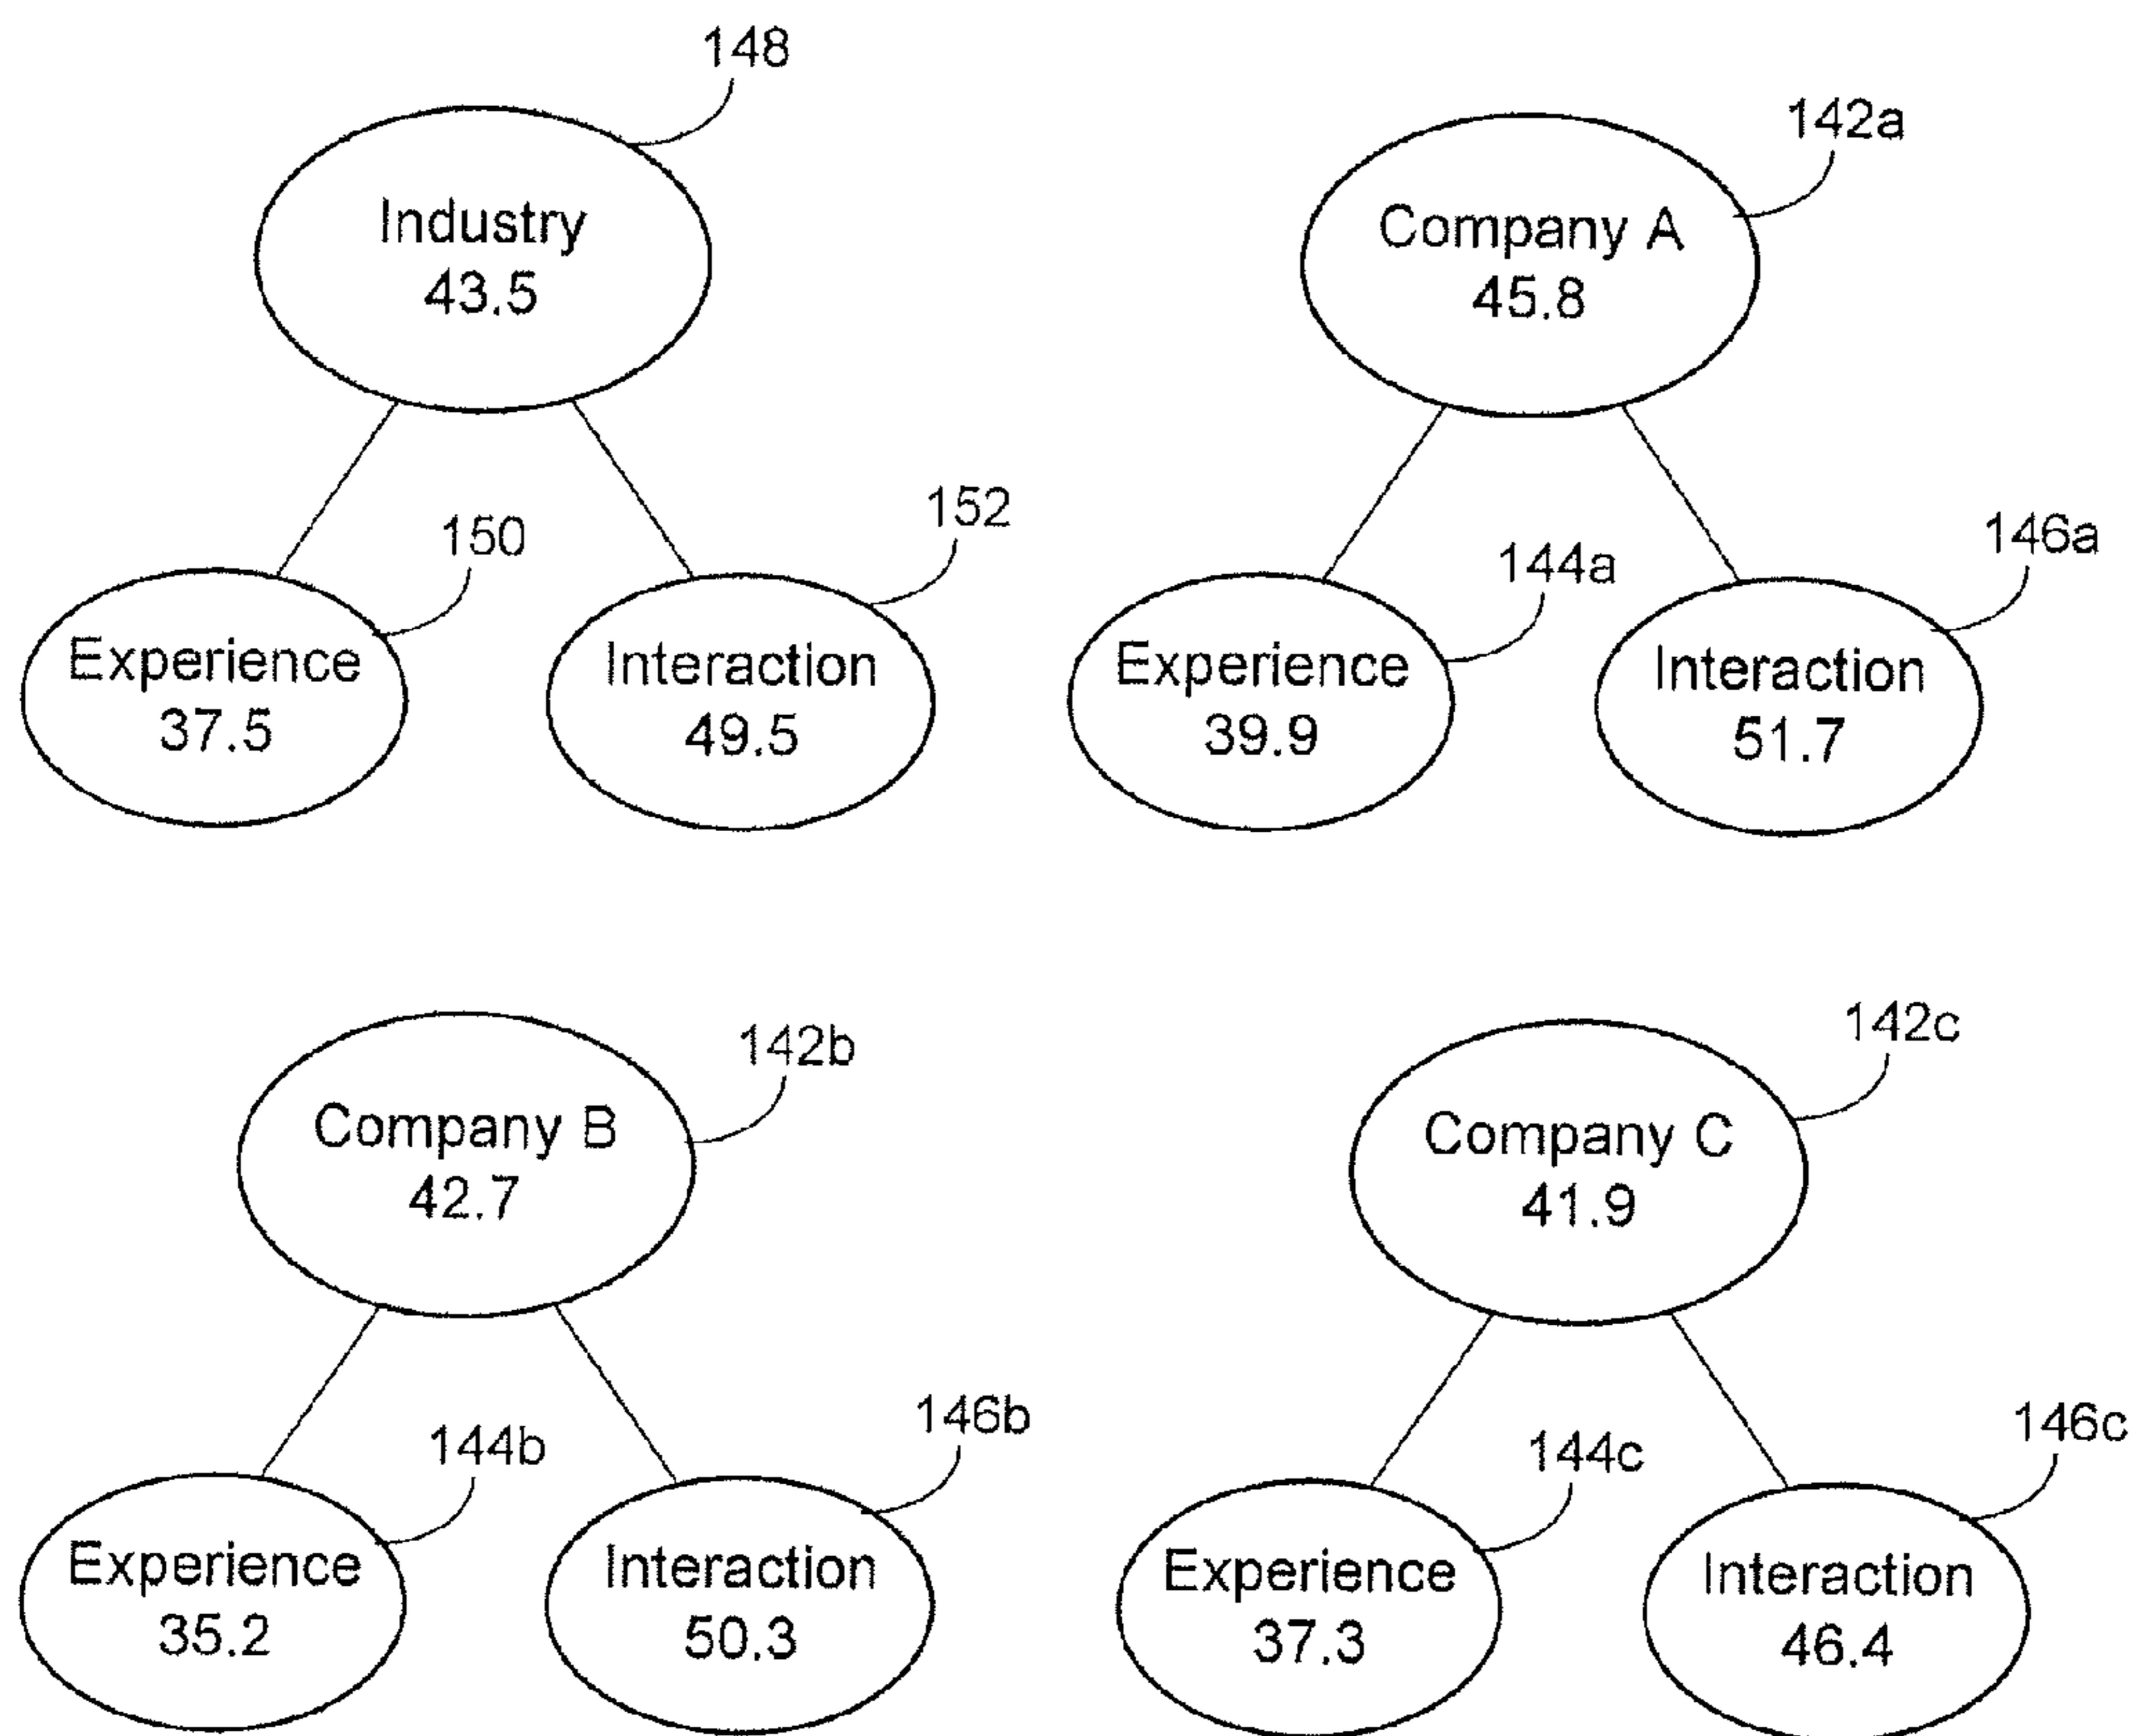 148
Industry
43.5
150
Experience
37.5
152
Interaction
49.5
142a
Company A
45.8
144a
Experience
39.9
146a
Interaction
51.7
142b
Company B
42.7
144b
Experience
35.2
146b
Interaction
50.3
142c
Company C
41.9
144c
Experience
37.3
146c
Interaction
46.4